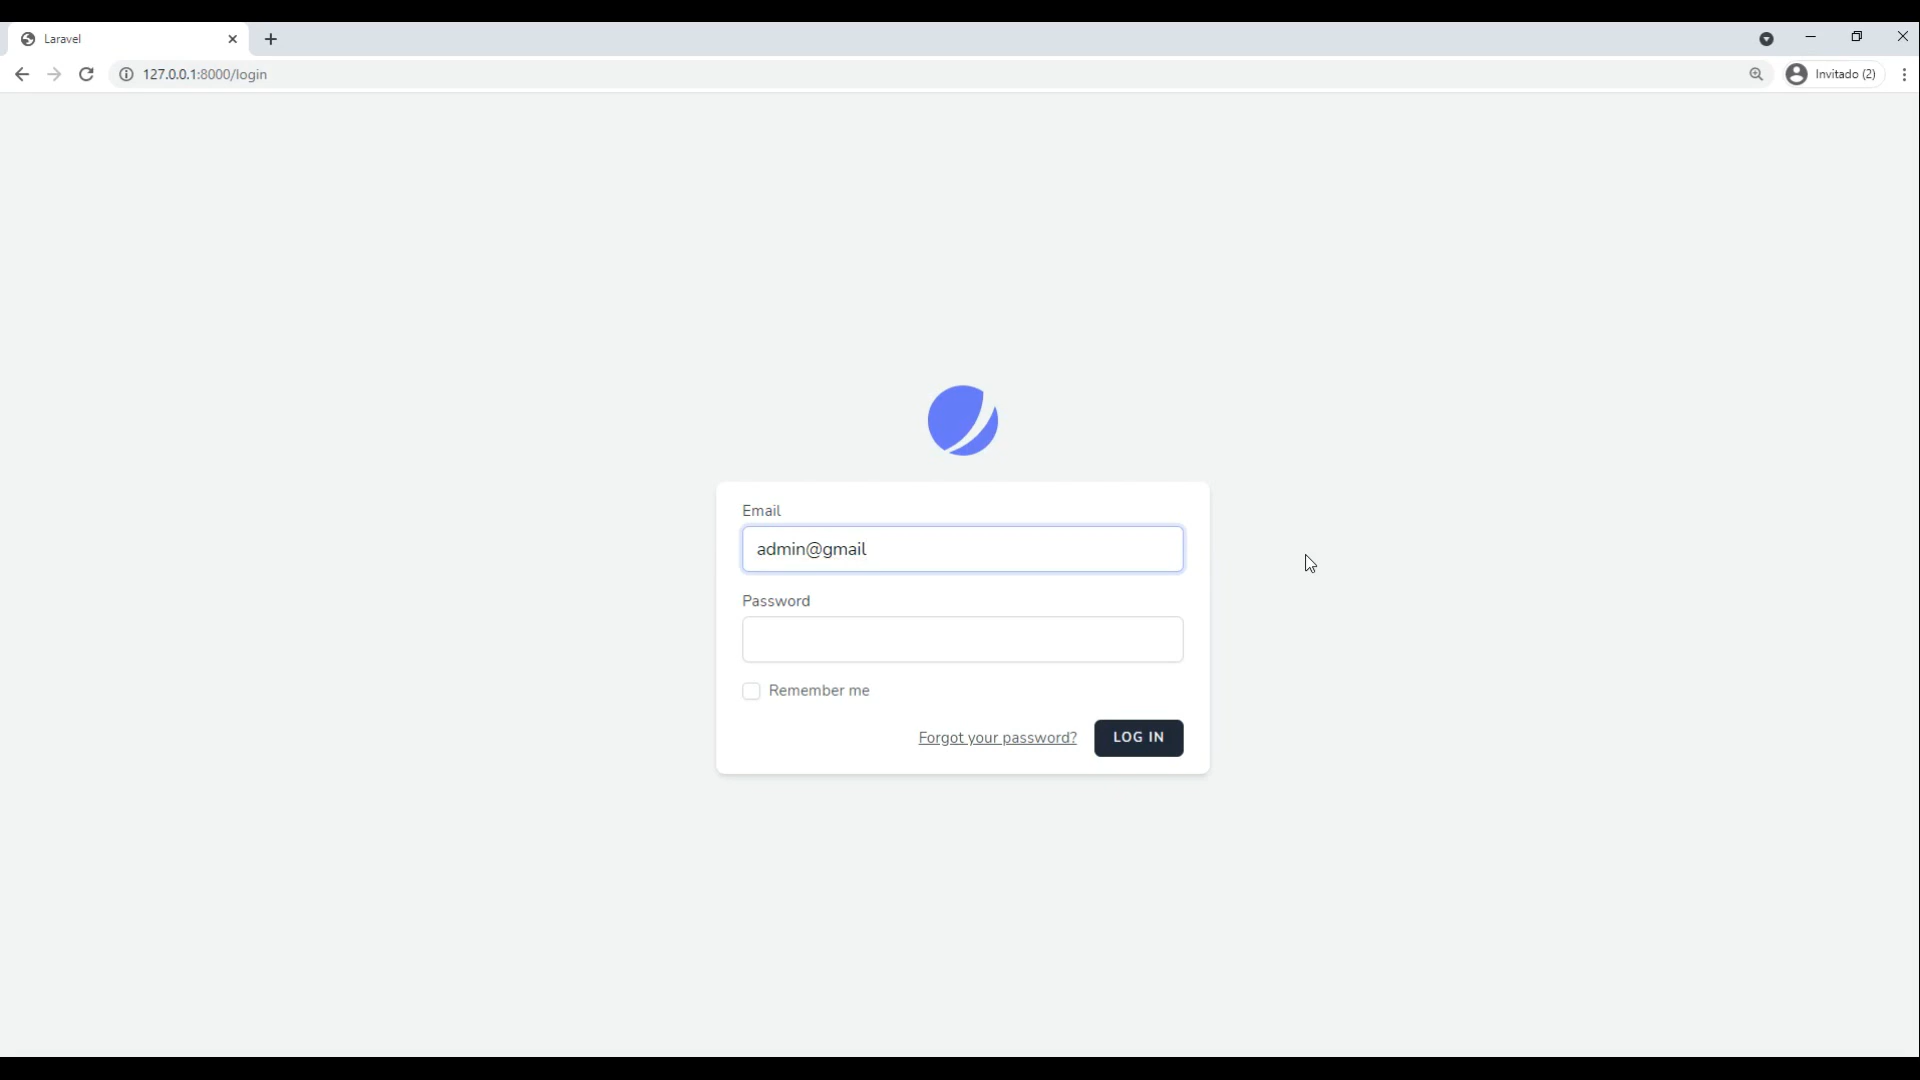 Laravel
127.0.0.1:8000/login
Invitado (2)
Email
admin@gmail
Password
Remember me
Forgot your password?
LOG IN